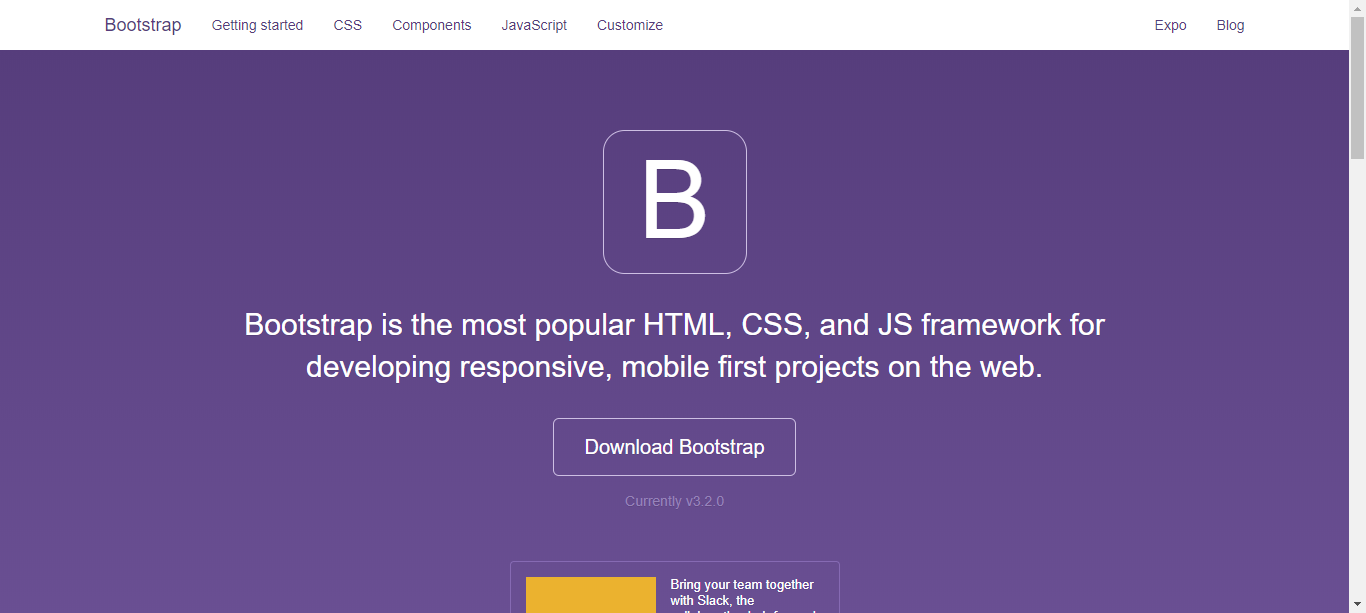 Bootstrap Getting started CSS Components JavaScript Customize Expo Blog
B
Bootstrap is the most popular HTML, CSS, and JS framework for
developing responsive, mobile first projects on the web.
Download Bootstrap
Currently v3.2.0
Bring your team together
with Slack, the